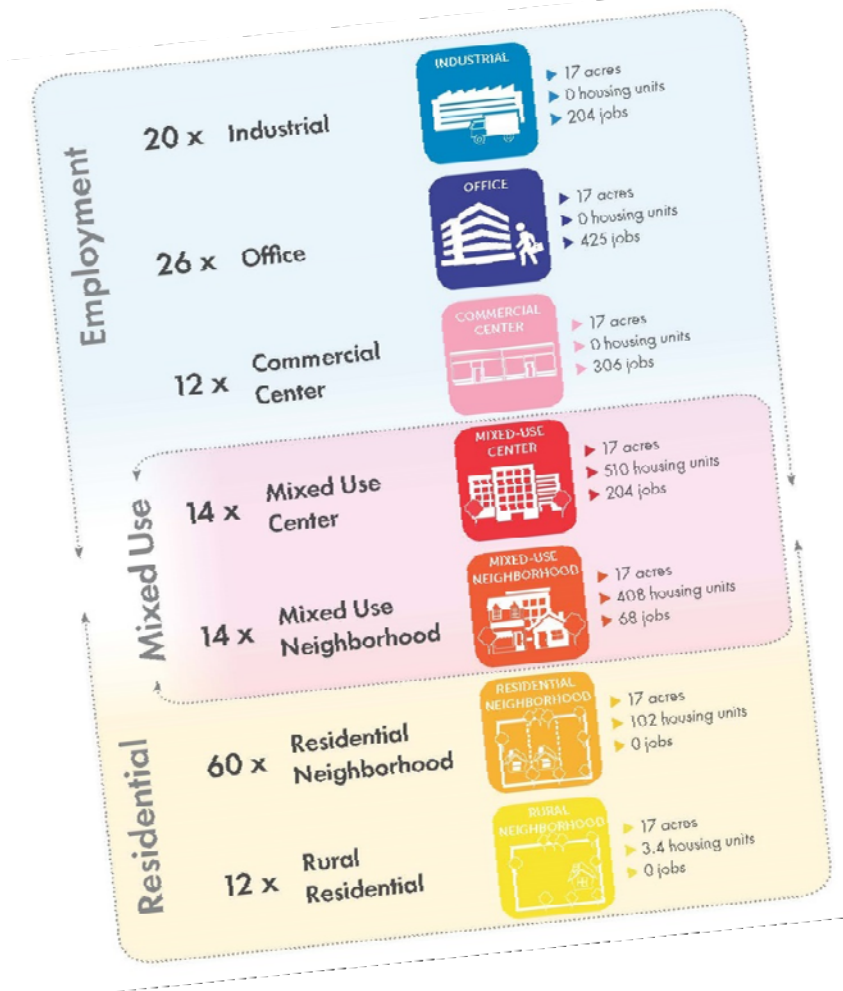 Employment
20 x Industrial
INDUSTRIAL
17 acres
0 housing units
204 jobs
26 x Office
OFFICE
17 acres
0 housing units
425 jobs
12 x Commercial
Center
COMMERCIAL
CENTER
17 acres
0 housing units
306 jobs
Mixed Use
14 x Mixed Use
Center
MIXED-USE
CENTER
17 acres
510 housing units
204 jobs
14 x Mixed Use
Neighborhood
MIXED-USE
NEIGHBORHOOD
17 acres
408 housing units
68 jobs
Residential
60 x Residential
Neighborhood
RESIDENTIAL
NEIGHBORHOOD
17 acres
102 housing units
0 jobs
12 x Rural
Residential
RURAL
NEIGHBORHOOD
17 acres
3.4 housing units
0 jobs